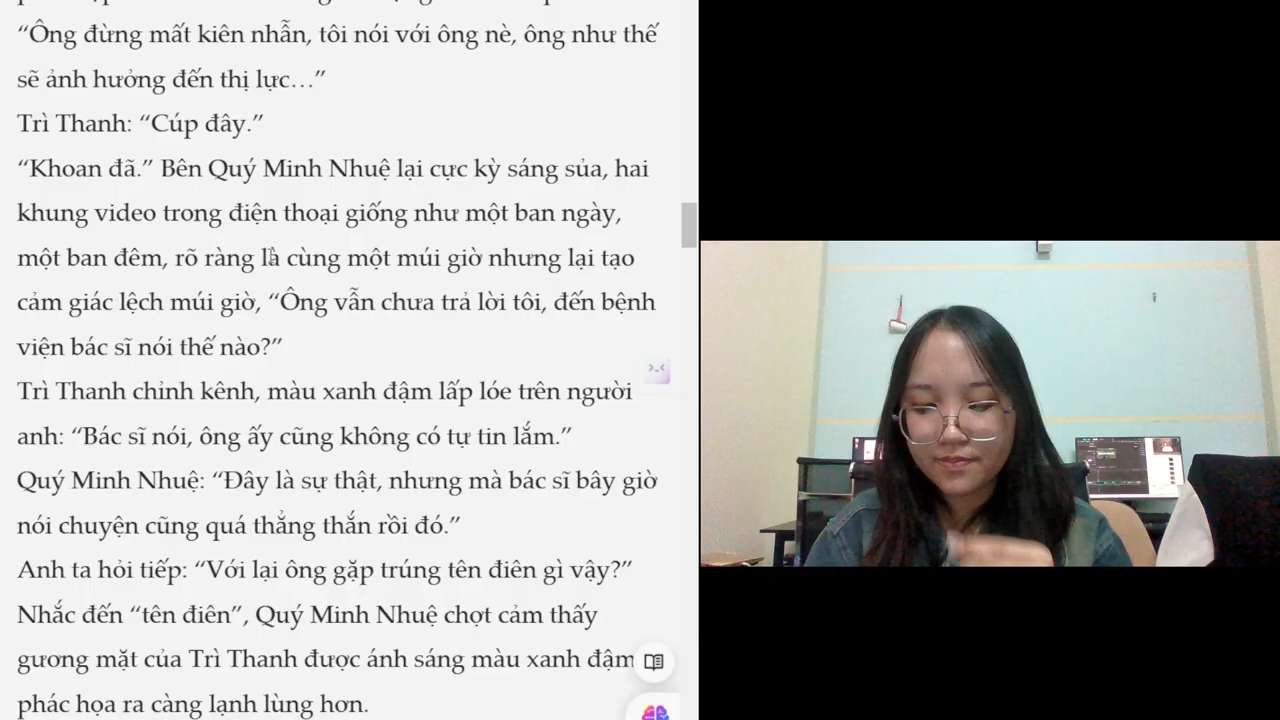 “Ông đừng mất kiên nhẫn, tôi nói với ông nè, ông như thế
sẽ ảnh hưởng đến thị lực…”
Trì Thanh: “Cúp đây.”
“Khoan đã.” Bên Quý Minh Nhuệ lại cực kỳ sáng sủa, hai
khung video trong điện thoại giống như một ban ngày,
một ban đêm, rõ ràng là cùng một múi giờ nhưng lại tạo
cảm giác lệch múi giờ, “Ông vẫn chưa trả lời tôi, đến bệnh
viện bác sĩ nói thế nào?”
Trì Thanh chỉnh kênh, màu xanh đậm lấp lóe trên người
anh: “Bác sĩ nói, ông ấy cũng không có tự tin lắm.”
Quý Minh Nhuệ: “Đây là sự thật, nhưng mà bác sĩ bây giờ
nói chuyện cũng quá thẳng thắn rồi đó.”
Anh ta hỏi tiếp: “Với lại ông gặp trúng tên điên gì vậy?”
Nhắc đến “tên điên”, Quý Minh Nhuệ chợt cảm thấy
gương mặt của Trì Thanh được ánh sáng màu xanh đậm
phác họa ra càng lạnh lùng hơn.